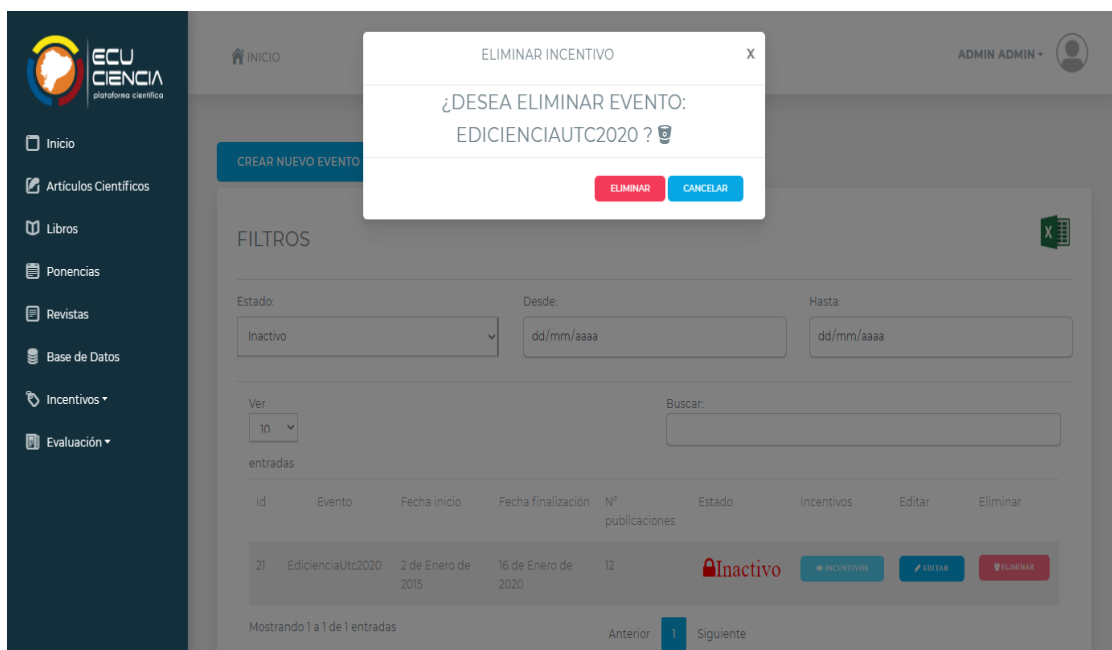 ECU
CIENCIA
plataforma científica
Inicio
Artículos Científicos
Libros
Ponencias
Revistas
Base de Datos
Incentivos
Evaluación
INICIO
ADMIN ADMIN
ELIMINAR INCENTIVO
X
¿DESEA ELIMINAR EVENTO:
EDICIENCIAUTC2020 ?
ELIMINAR CANCELAR
CREAR NUEVO EVENTO
FILTROS
X
Estado: Desde: Hasta:
Inactivo dd/mm/aaaa dd/mm/aaaa
Ver Buscar:
10
entradas
Id Evento Fecha inicio Fecha finalización N° publicaciones Estado Incentivos Editar Eliminar
21 EdicienciaUtc2020 2 de Enero de 2015 16 de Enero de 2020 12 Inactivo INCENTIVOS EDITAR ELIMINAR
Mostrando 1 a 1 de 1 entradas
Anterior 1 Siguiente